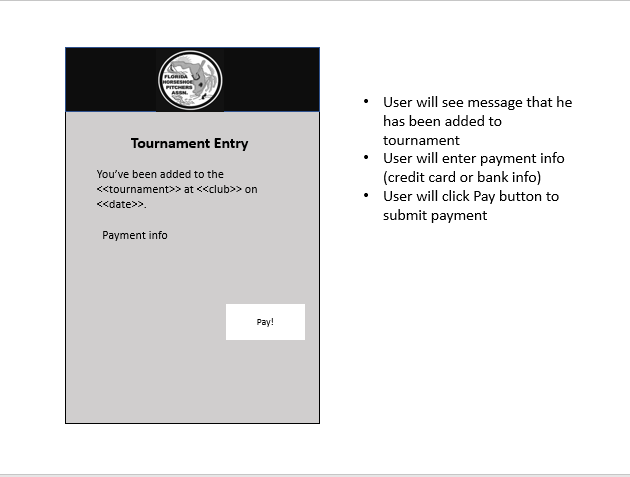 FLORIDA
HORSESHOE
PITCHERS
ASSN.
Tournament Entry
You've been added to the
<<tournament>> at <<club>> on
<<date>>.
Payment info
Pay!
• User will see message that he
has been added to
tournament
• User will enter payment info
(credit card or bank info)
• User will click Pay button to
submit payment